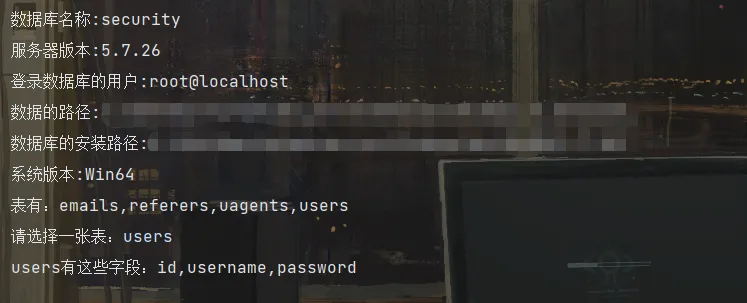 数据库名称:security
服务器版本:5.7.26
登录数据库的用户:root@localhost
数据的路径:
数据库的安装路径:
系统版本:Win64
表有：emails,referers,uagents,users
请选择一张表：users
users有这些字段：id,username,password